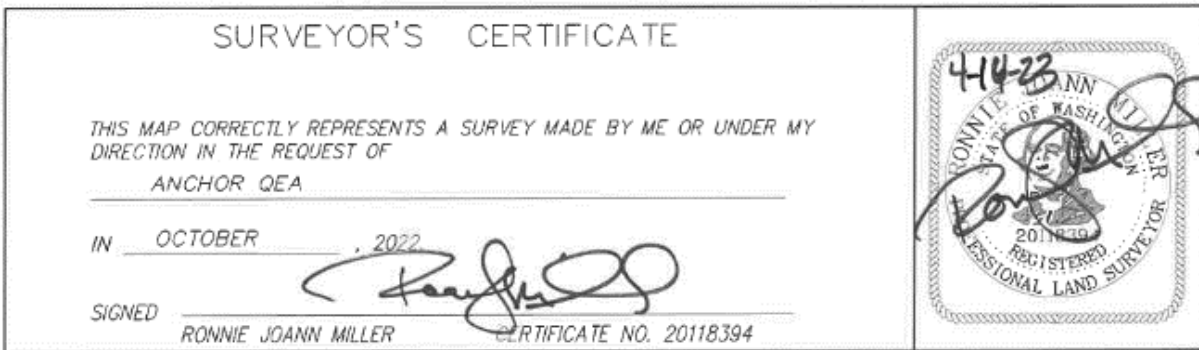 SURVEYOR'S CERTIFICATE
THIS MAP CORRECTLY REPRESENTS A SURVEY MADE BY ME OR UNDER MY
DIRECTION IN THE REQUEST OF
ANCHOR QEA
IN OCTOBER , 2022
SIGNED
RONNIE JOANN MILLER CERTIFICATE NO. 20118394
4-14-23
RONNIE JOANN MILLER
STATE OF WASHINGTON
REGISTERED
PROFESSIONAL LAND SURVEYOR